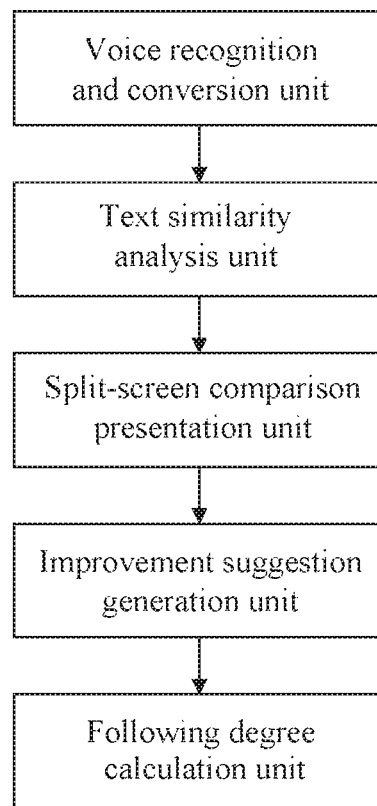 Voice recognition
and conversion unit
Text similarity
analysis unit
Split-screen comparison
presentation unit
Improvement suggestion
generation unit
Following degree
calculation unit